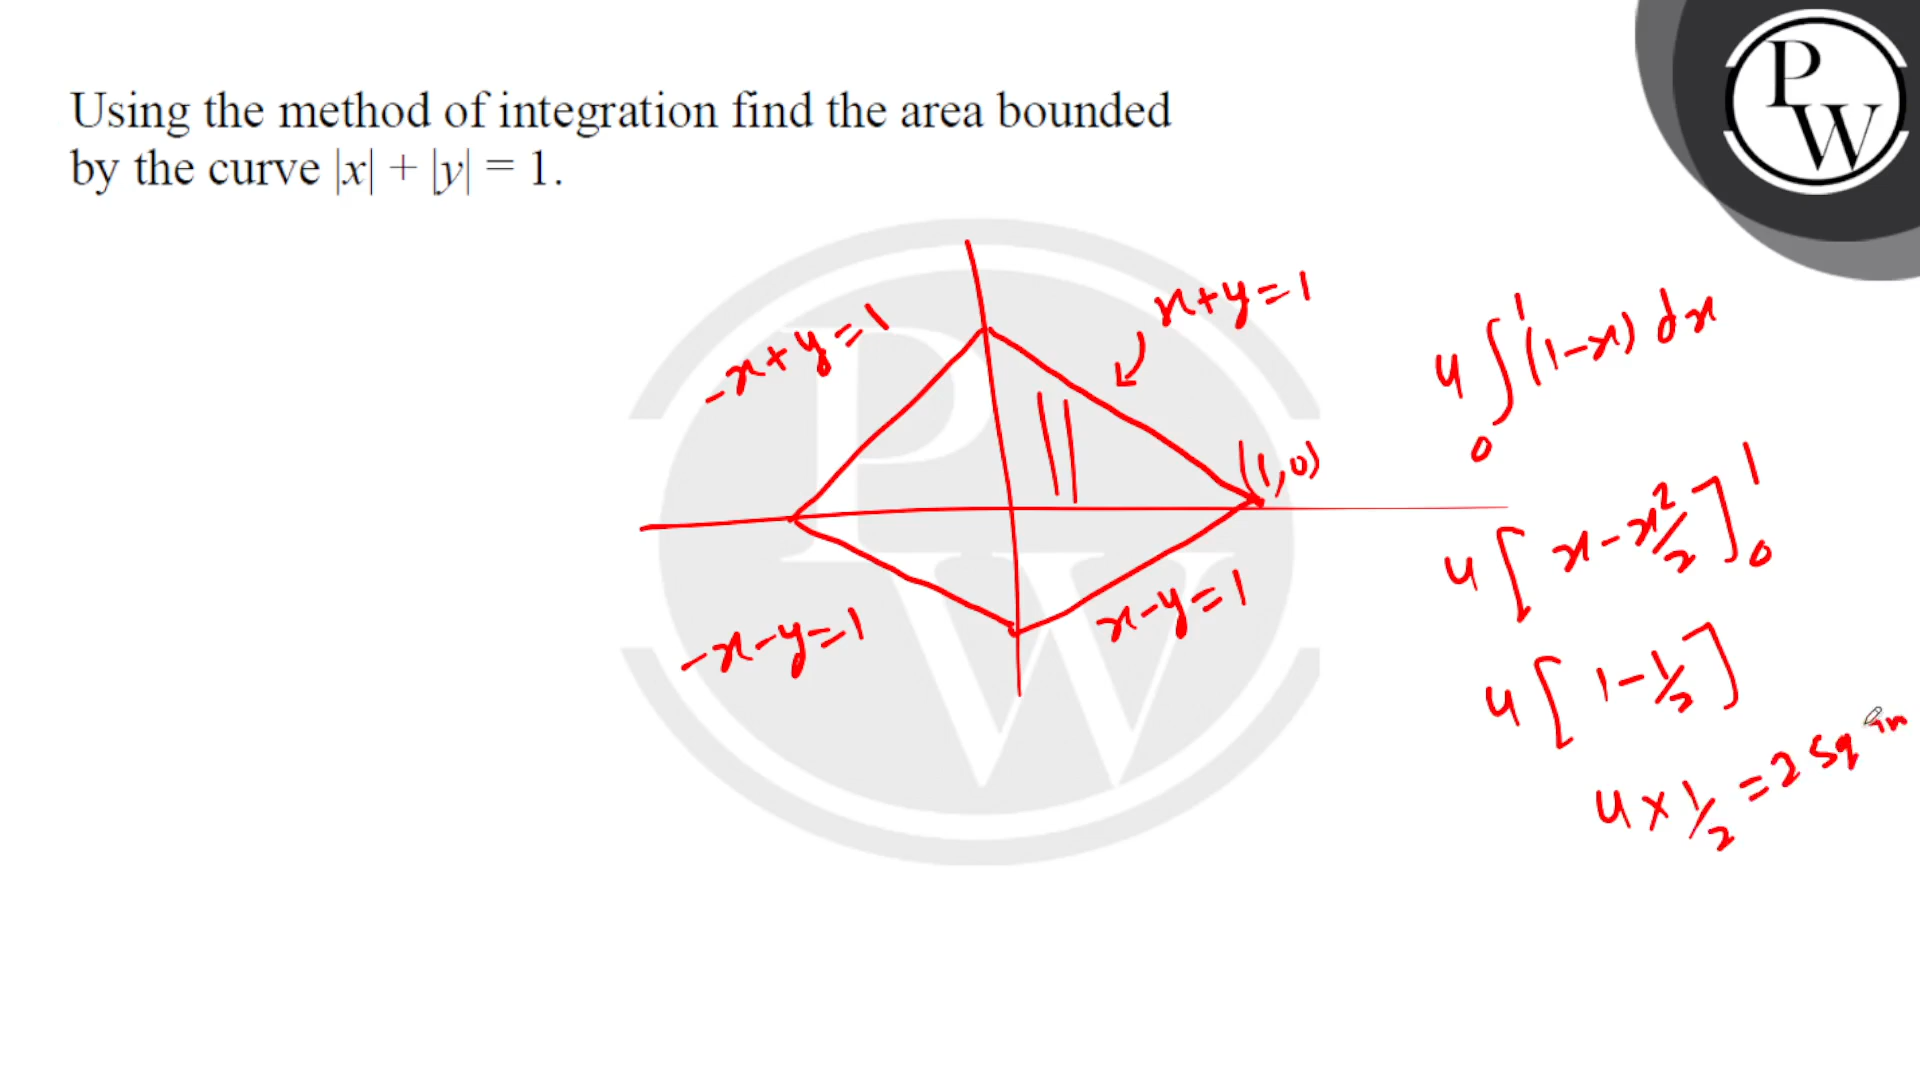 Using the method of integration find the area bounded
by the curve |x| + |y| = 1.
PW
-x+y=1
x+y=1
(1,0)
-x-y=1
x-y=1
4∫₀¹(1-x) dx
4[x-x²/2]₀¹
4[1-1/2]
4×1/2=2 sq